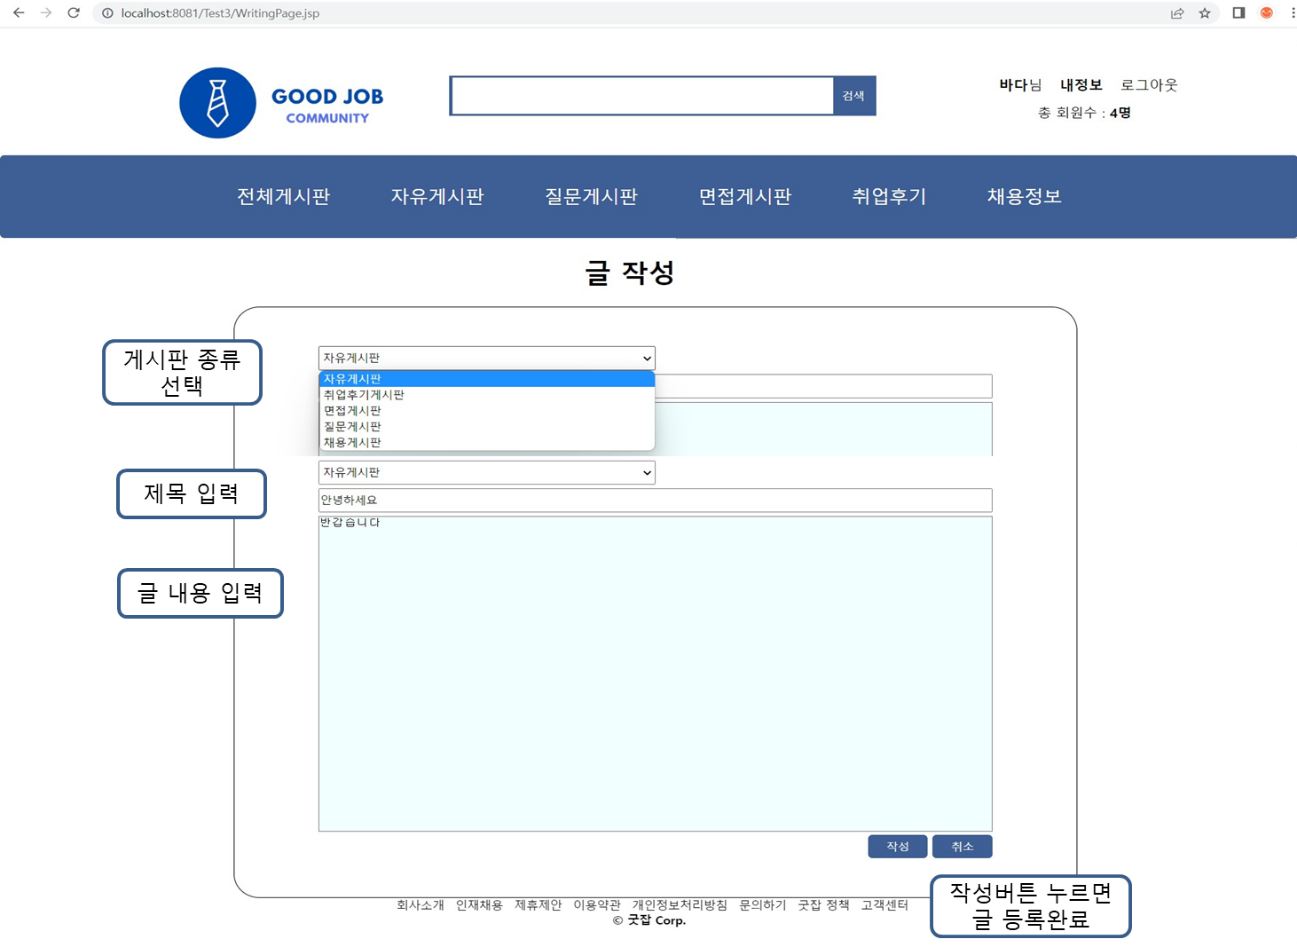 localhost:8081/Test3/WritingPage.jsp
GOOD JOB
COMMUNITY
검색
바다님 내정보 로그아웃
총 회원수 : 4명
전체게시판 자유게시판 질문게시판 면접게시판 취업후기 채용정보
글 작성
게시판 종류
선택
자유게시판
자유게시판
취업후기게시판
면접게시판
질문게시판
채용게시판
자유게시판
제목 입력
안녕하세요
반갑습니다
글 내용 입력
작성 취소
작성버튼 누르면
글 등록완료
회사소개 인재채용 제휴제안 이용약관 개인정보처리방침 문의하기 굿잡 정책 고객센터
© 굿잡 Corp.